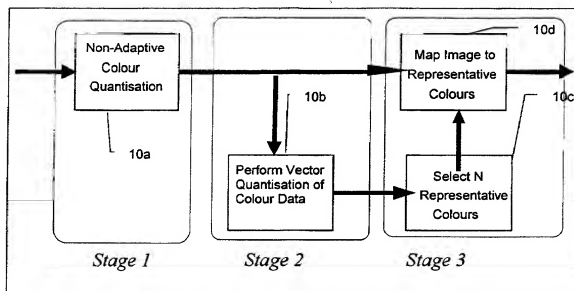 10d
Non-Adaptive
Colour
Quantisation
Map Image to
Representative
Colours
10b
10c
10a
Perform Vector
Quantisation of
Colour Data
Select N
Representative
Colours
Stage 1
Stage 2
Stage 3